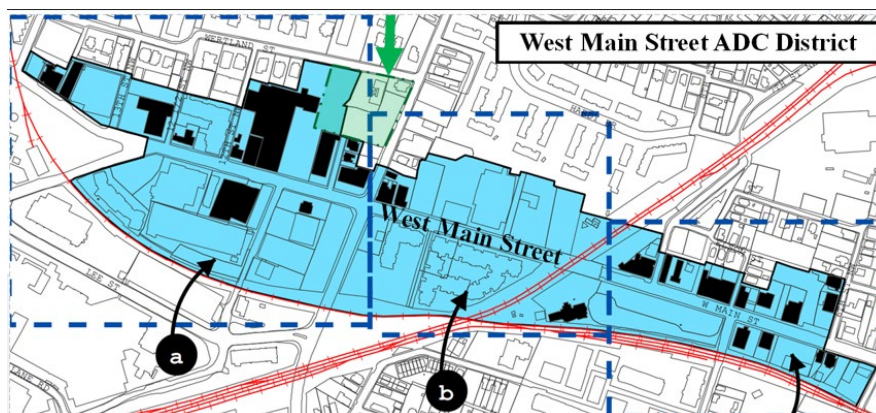 West Main Street ADC District
WERTLAND ST
West Main Street
W MAIN ST
LEE ST
a
b